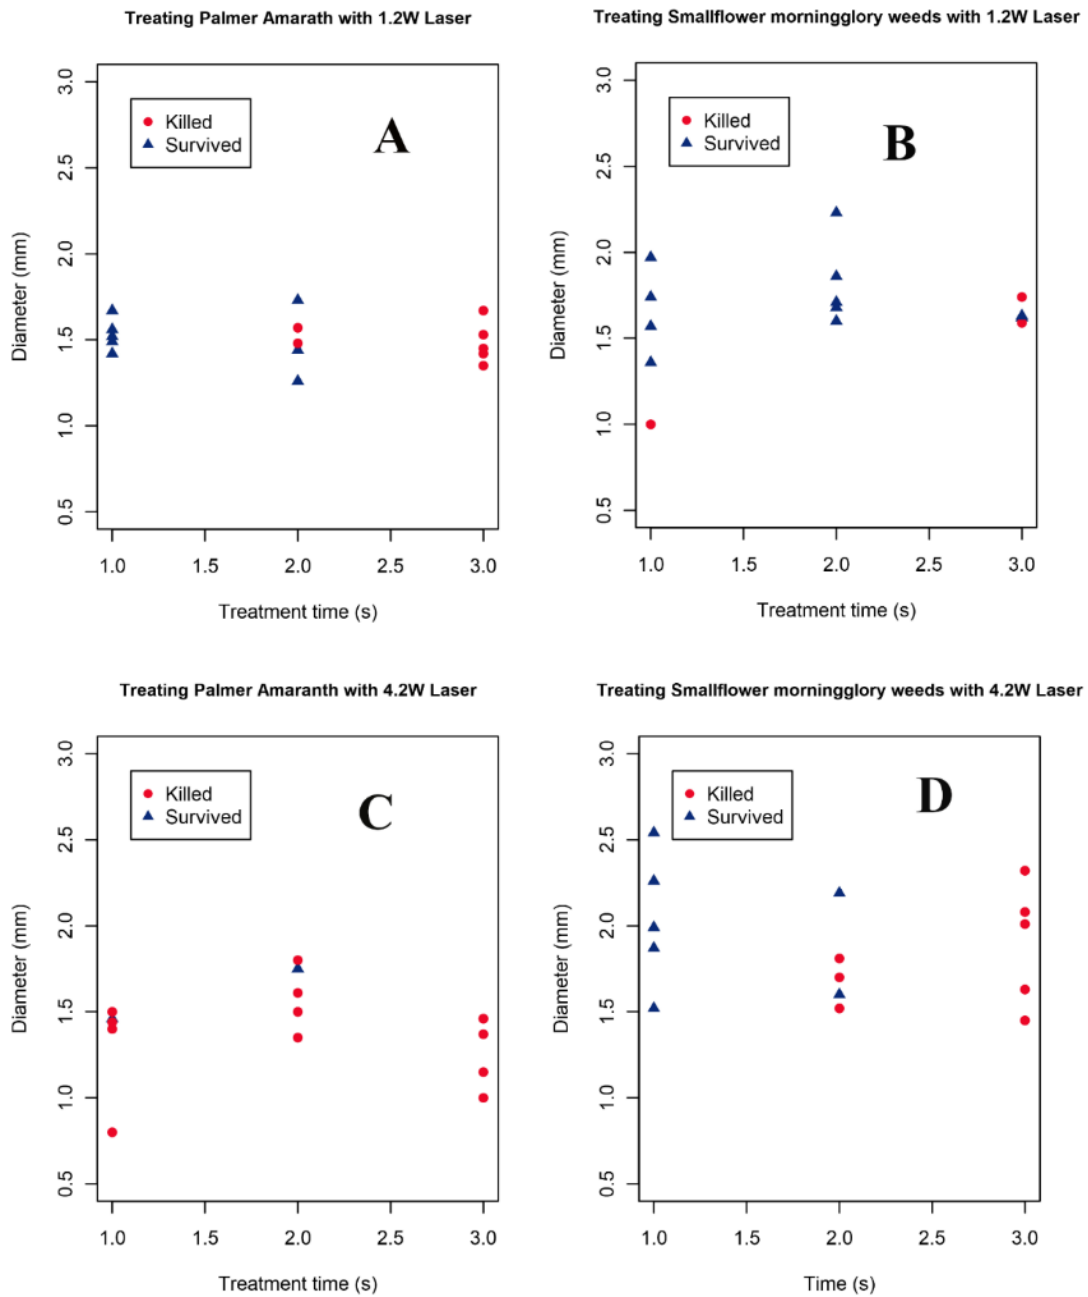 Treating Palmer Amarath with 1.2W Laser
3.0
2.5
2.0
1.5
1.0
0.5
Diameter (mm)
Killed
Survived
A
1.0 1.5 2.0 2.5 3.0
Treatment time (s)
Treating Smallflower morningglory weeds with 1.2W Laser
3.0
2.5
2.0
1.5
1.0
0.5
Diameter (mm)
Killed
Survived
B
1.0 1.5 2.0 2.5 3.0
Treatment time (s)
Treating Palmer Amaranth with 4.2W Laser
3.0
2.5
2.0
1.5
1.0
0.5
Diameter (mm)
Killed
Survived
C
1.0 1.5 2.0 2.5 3.0
Treatment time (s)
Treating Smallflower morningglory weeds with 4.2W Laser
3.0
2.5
2.0
1.5
1.0
0.5
Diameter (mm)
Killed
Survived
D
1.0 1.5 2.0 2.5 3.0
Time (s)